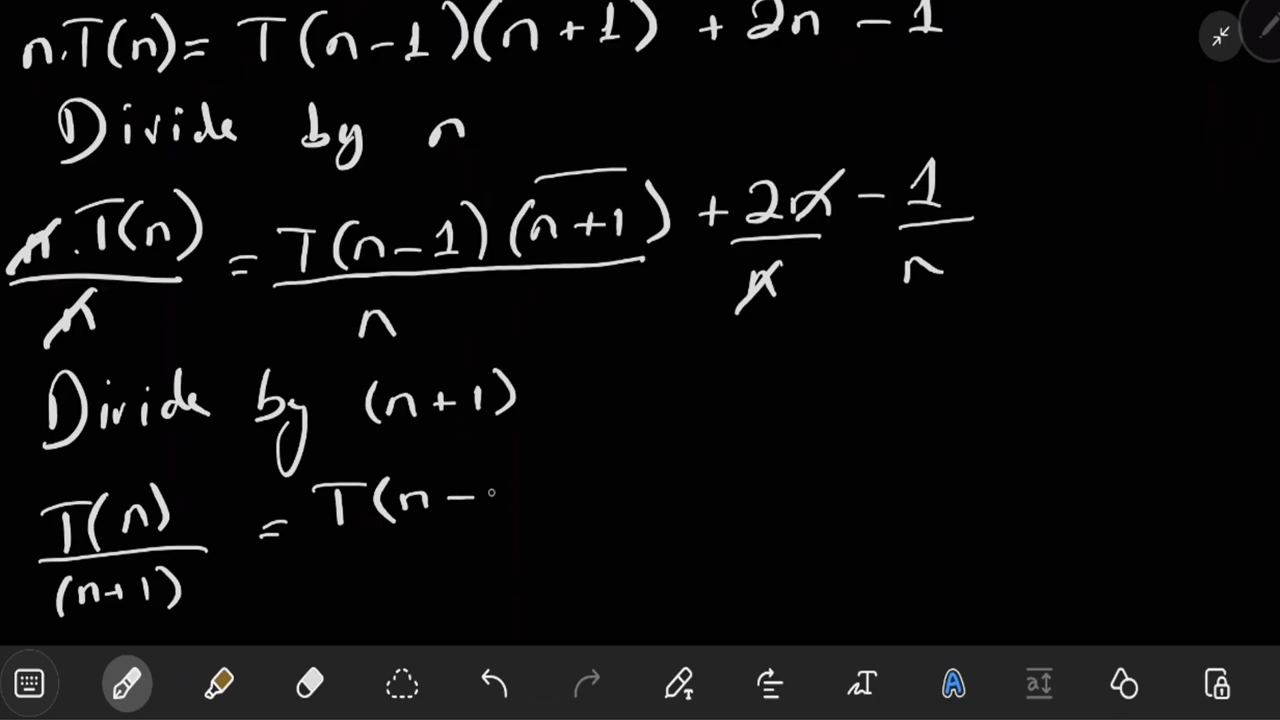 n.T(n)= T(n-1)(n+1) + 2n - 1
Divide by n
n.T(n)/n = T(n-1)(n+1)/n + 2n/n - 1/n
Divide by (n+1)
T(n)/(n+1) = T(n-